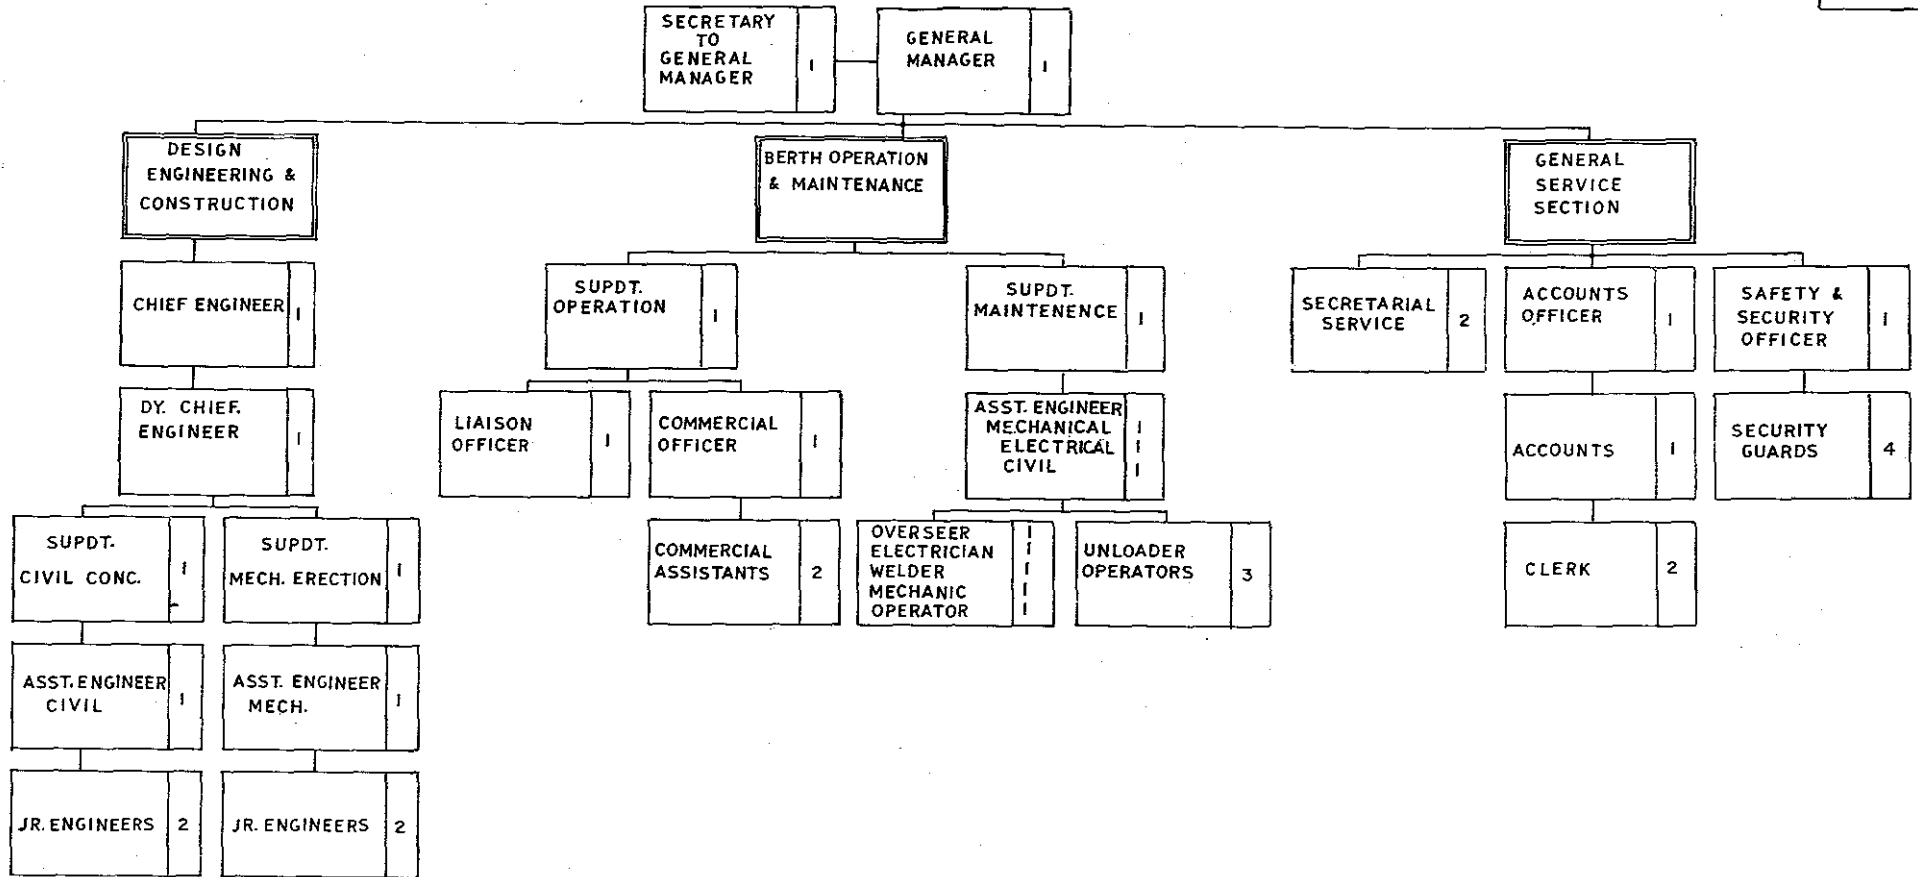 SECRETARY
TO
GENERAL
MANAGER
1
GENERAL
MANAGER
1
DESIGN
ENGINEERING &
CONSTRUCTION
BERTH OPERATION
& MAINTENANCE
GENERAL
SERVICE
SECTION
CHIEF ENGINEER
1
SUPDT.
OPERATION
1
SUPDT.
MAINTENENCE
1
SECRETARIAL
SERVICE
2
ACCOUNTS
OFFICER
1
SAFETY &
SECURITY
OFFICER
1
DY. CHIEF.
ENGINEER
1
LIAISON
OFFICER
1
COMMERCIAL
OFFICER
1
ASST. ENGINEER
MECHANICAL 1
ELECTRICAL 1
CIVIL 1
ACCOUNTS
1
SECURITY
GUARDS
4
SUPDT.
CIVIL CONC.
1
SUPDT.
MECH. ERECTION
1
COMMERCIAL
ASSISTANTS
2
OVERSEER 1
ELECTRICIAN 1
WELDER 1
MECHANIC 1
OPERATOR 1
UNLOADER
OPERATORS
3
CLERK
2
ASST. ENGINEER
CIVIL
1
ASST. ENGINEER
MECH.
1
JR. ENGINEERS
2
JR. ENGINEERS
2